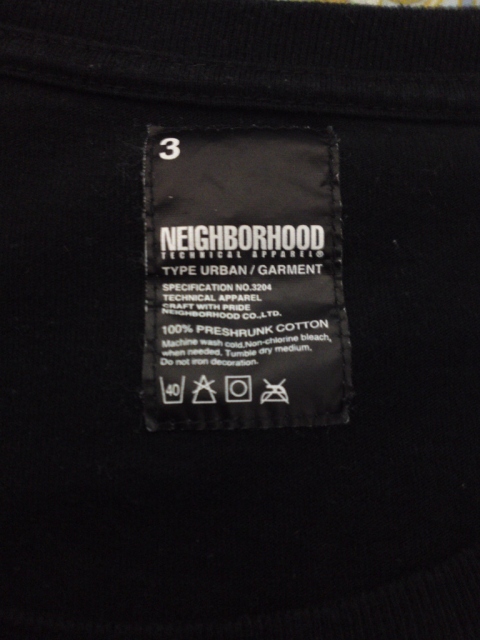 3
NEIGHBORHOOD
TECHNICAL APPAREL®
TYPE URBAN / GARMENT
SPECIFICATION NO.3204
TECHNICAL APPAREL
CRAFT WITH PRIDE
NEIGHBORHOOD CO.,LTD.
100% PRESHRUNK COTTON
Machine wash cold.Non-chlorine bleach,
when needed. Tumble dry medium.
Do not iron decoration.
40